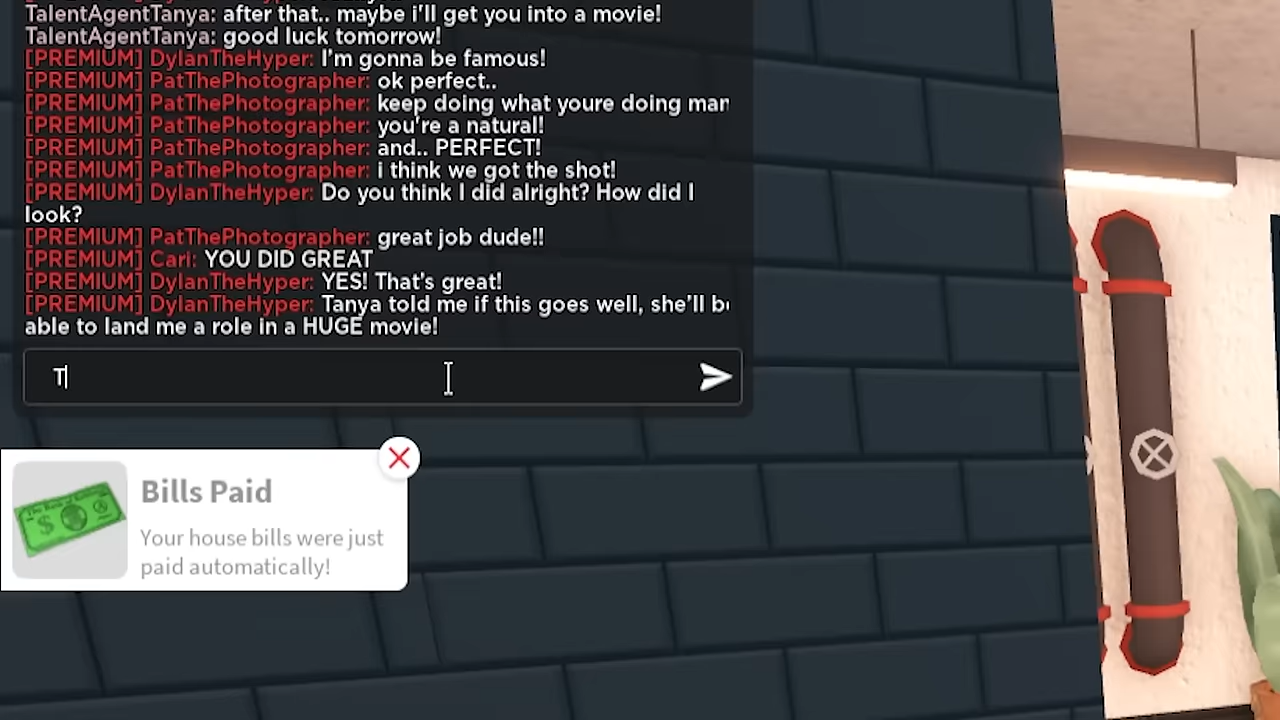 TalentAgentTanya: after that.. maybe i'll get you into a movie!
TalentAgentTanya: good luck tomorrow!
[PREMIUM] DylanTheHyper: I'm gonna be famous!
[PREMIUM] PatThePhotographer: ok perfect..
[PREMIUM] PatThePhotographer: keep doing what youre doing man
[PREMIUM] PatThePhotographer: you're a natural!
[PREMIUM] PatThePhotographer: and.. PERFECT!
[PREMIUM] PatThePhotographer: i think we got the shot!
[PREMIUM] DylanTheHyper: Do you think I did alright? How did I
look?
[PREMIUM] PatThePhotographer: great job dude!!
[PREMIUM] Carl: YOU DID GREAT
[PREMIUM] DylanTheHyper: YES! That's great!
[PREMIUM] DylanTheHyper: Tanya told me if this goes well, she'll be
able to land me a role in a HUGE movie!
T
Bills Paid
Your house bills were just
paid automatically!